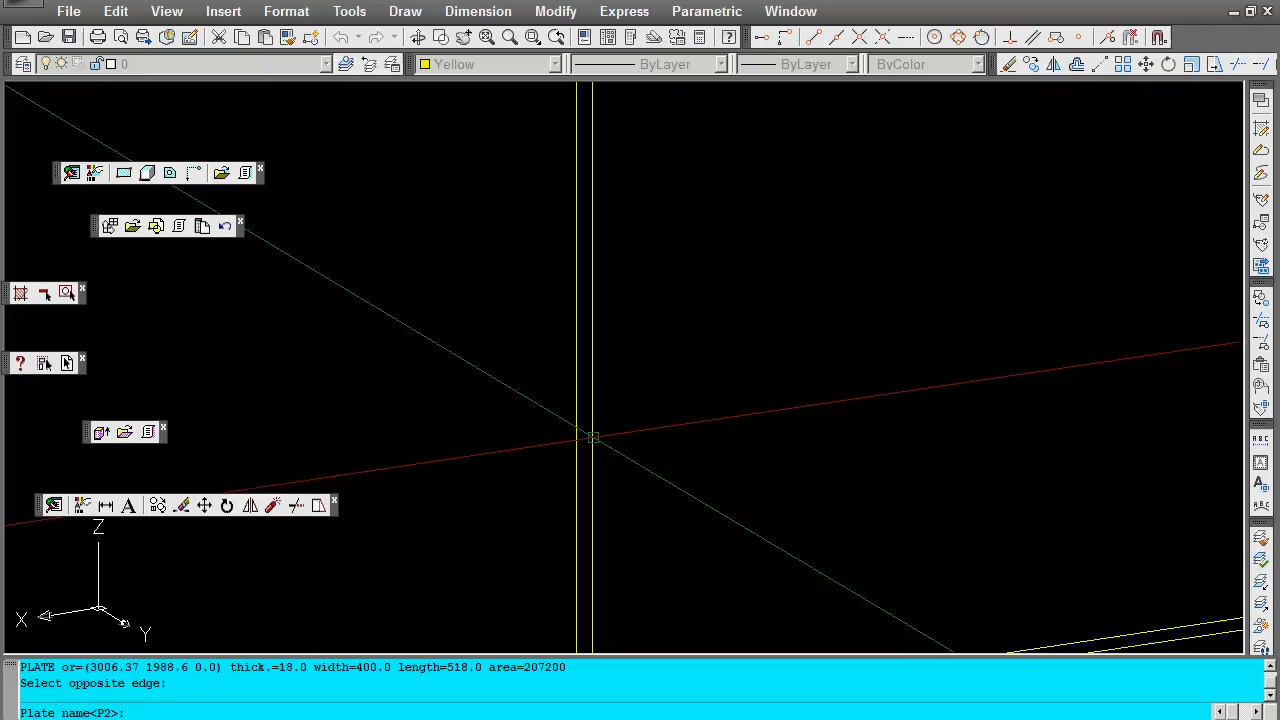 File Edit View Insert Format Tools Draw Dimension Modify Express Parametric Window
0 Yellow ByLayer ByLayer ByColor
ABC
A
ABC
A
Z
X
Y
PLATE or=(3006.37 1988.6 0.0) thick.=18.0 width=400.0 length=518.0 area=207200
Select opposite edge:
Plate name<P2>: